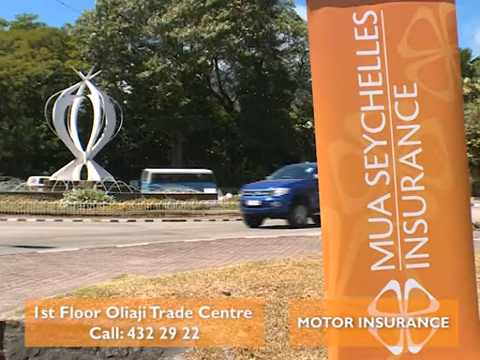 MUA SEYCHELLES
INSURANCE
1st Floor Oliaji Trade Centre
Call: 432 29 22
MOTOR INSURANCE